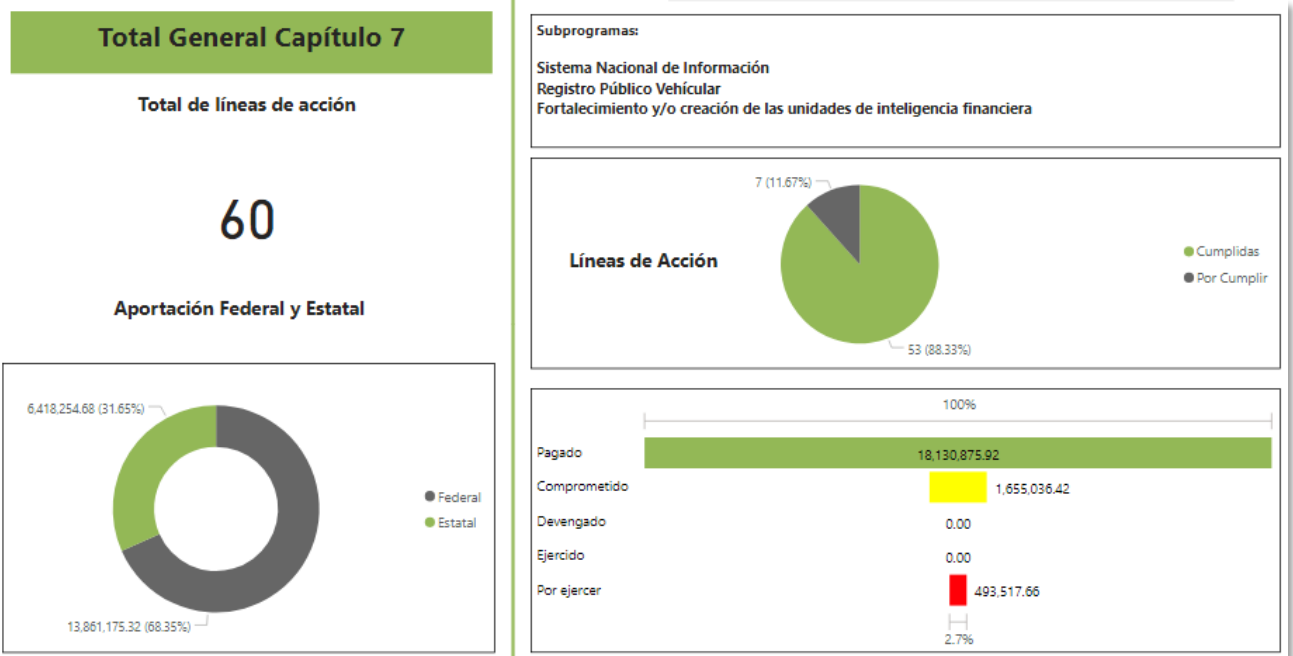 Total General Capítulo 7
Total de líneas de acción
60
Aportación Federal y Estatal
6,418,254.68 (31.65%)
Federal
Estatal
13,861,175.32 (68.35%)
Subprogramas:
Sistema Nacional de Información
Registro Público Vehícular
Fortalecimiento y/o creación de las unidades de inteligencia financiera
7 (11.67%)
Líneas de Acción
Cumplidas
Por Cumplir
53 (88.33%)
100%
Pagado 18,130,875.92
Comprometido 1,655,036.42
Devengado 0.00
Ejercido 0.00
Por ejercer 493,517.66
2.7%